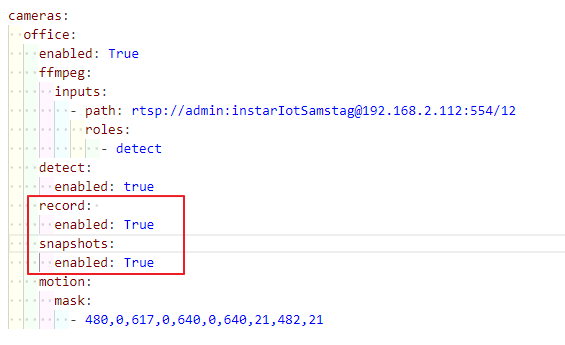 cameras:
office:
enabled: True
ffmpeg:
inputs:
- path: rtsp://admin:instarIotSamstag@192.168.2.112:554/12
roles:
- detect
detect:
enabled: true
record:
enabled: True
snapshots:
enabled: True
motion:
mask:
- 480,0,617,0,640,0,640,21,482,21